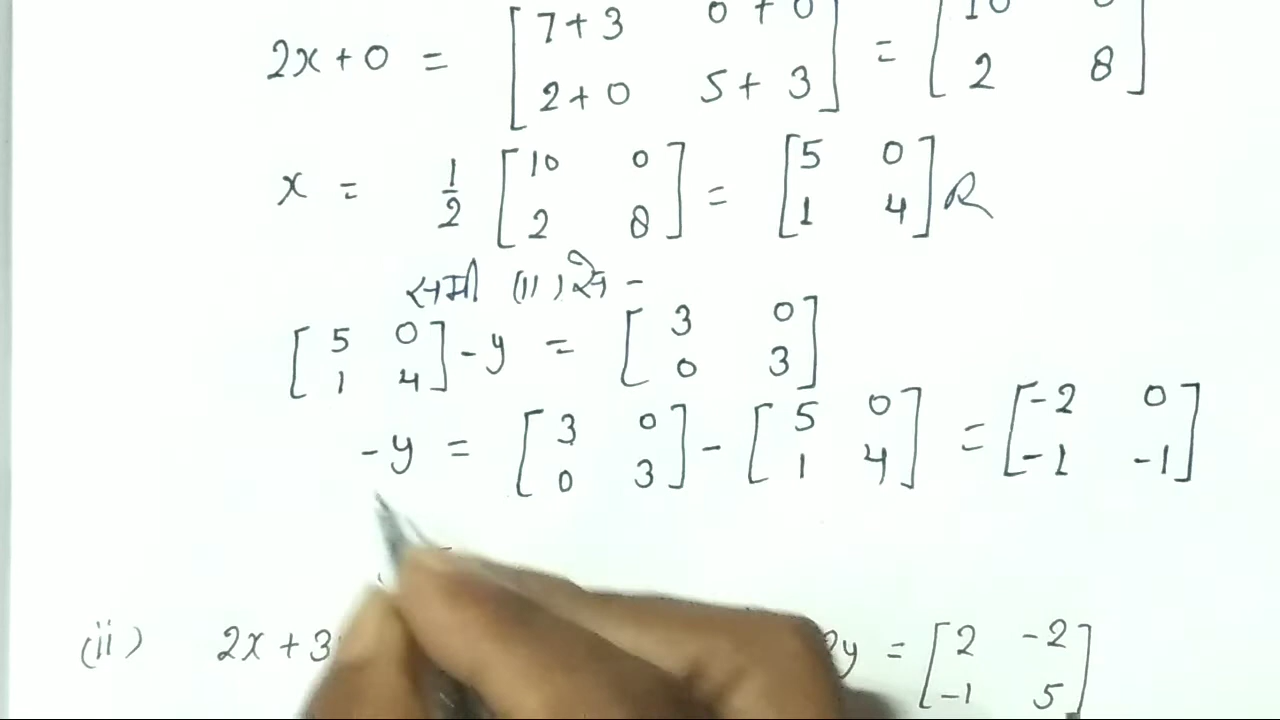 2x + 0 = [ 7 + 3 0 + 0 ; 2 + 0 5 + 3 ] = [ 10 ; 2 8 ]
x = 1/2 [ 10 0 ; 2 8 ] = [ 5 0 ; 1 4 ] R
समी (II) से -
[ 5 0 ; 1 4 ] - y = [ 3 0 ; 0 3 ]
- y = [ 3 0 ; 0 3 ] - [ 5 0 ; 1 4 ] = [ -2 0 ; -1 -1 ]
(ii) 2x + 3 y = [ 2 -2 ; -1 5 ]